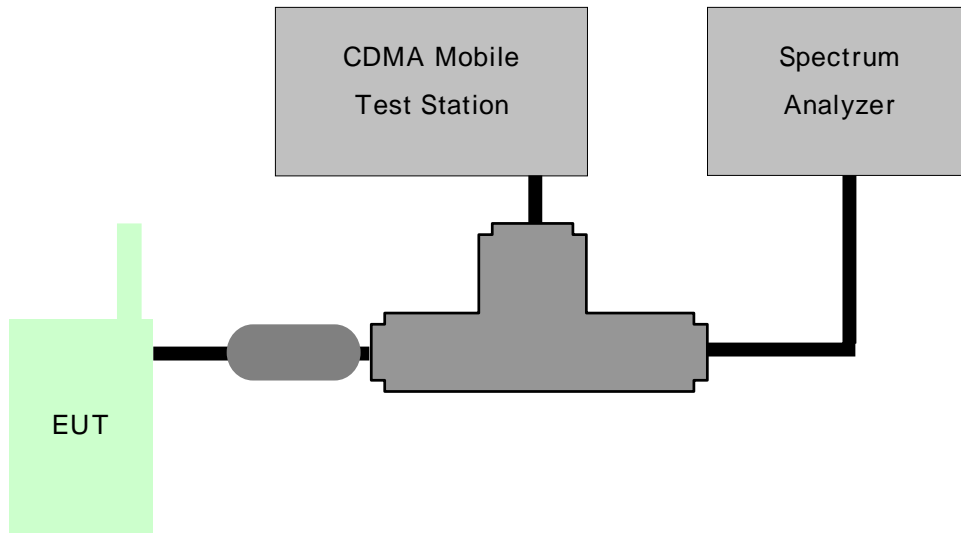 CDMA Mobile
Test Station
Spectrum
Analyzer
EUT